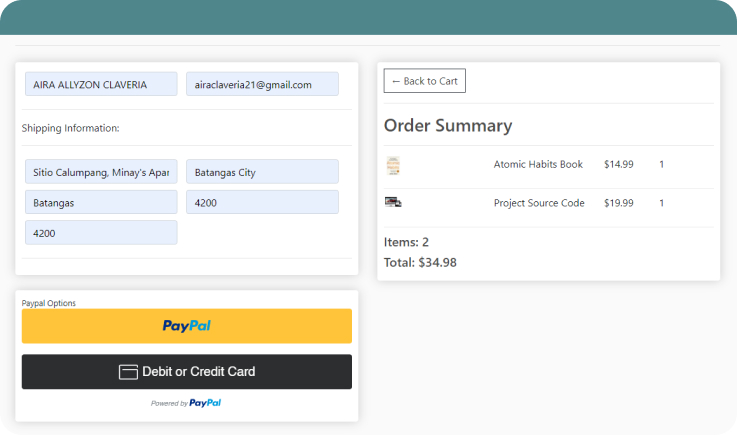 AIRA ALLYZON CLAVERIA
airaclaveria21@gmail.com
Shipping Information:
Sitio Calumpang, Minay's Apar
Batangas City
Batangas
4200
4200
Paypal Options
PayPal
Debit or Credit Card
Powered by PayPal
← Back to Cart
Order Summary
Atomic Habits Book $14.99 1
Project Source Code $19.99 1
Items: 2
Total: $34.98